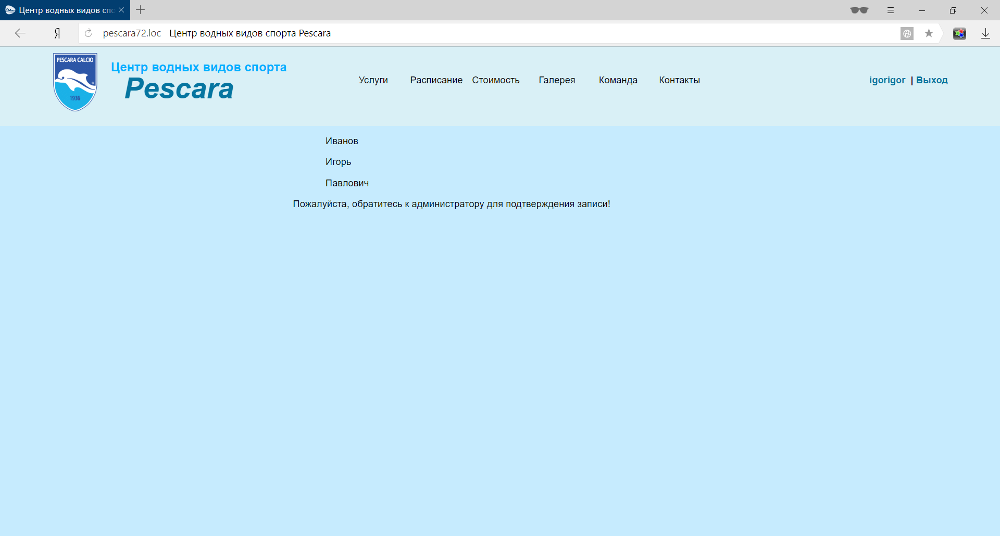 Центр водных видов спо
Я
pescara72.loc Центр водных видов спорта Pescara
PESCARA CALCIO
®
1936
Центр водных видов спорта
Pescara
Услуги Расписание Стоимость Галерея Команда Контакты
igorigor | Выход
Иванов
Игорь
Павлович
Пожалуйста, обратитесь к администратору для подтверждения записи!